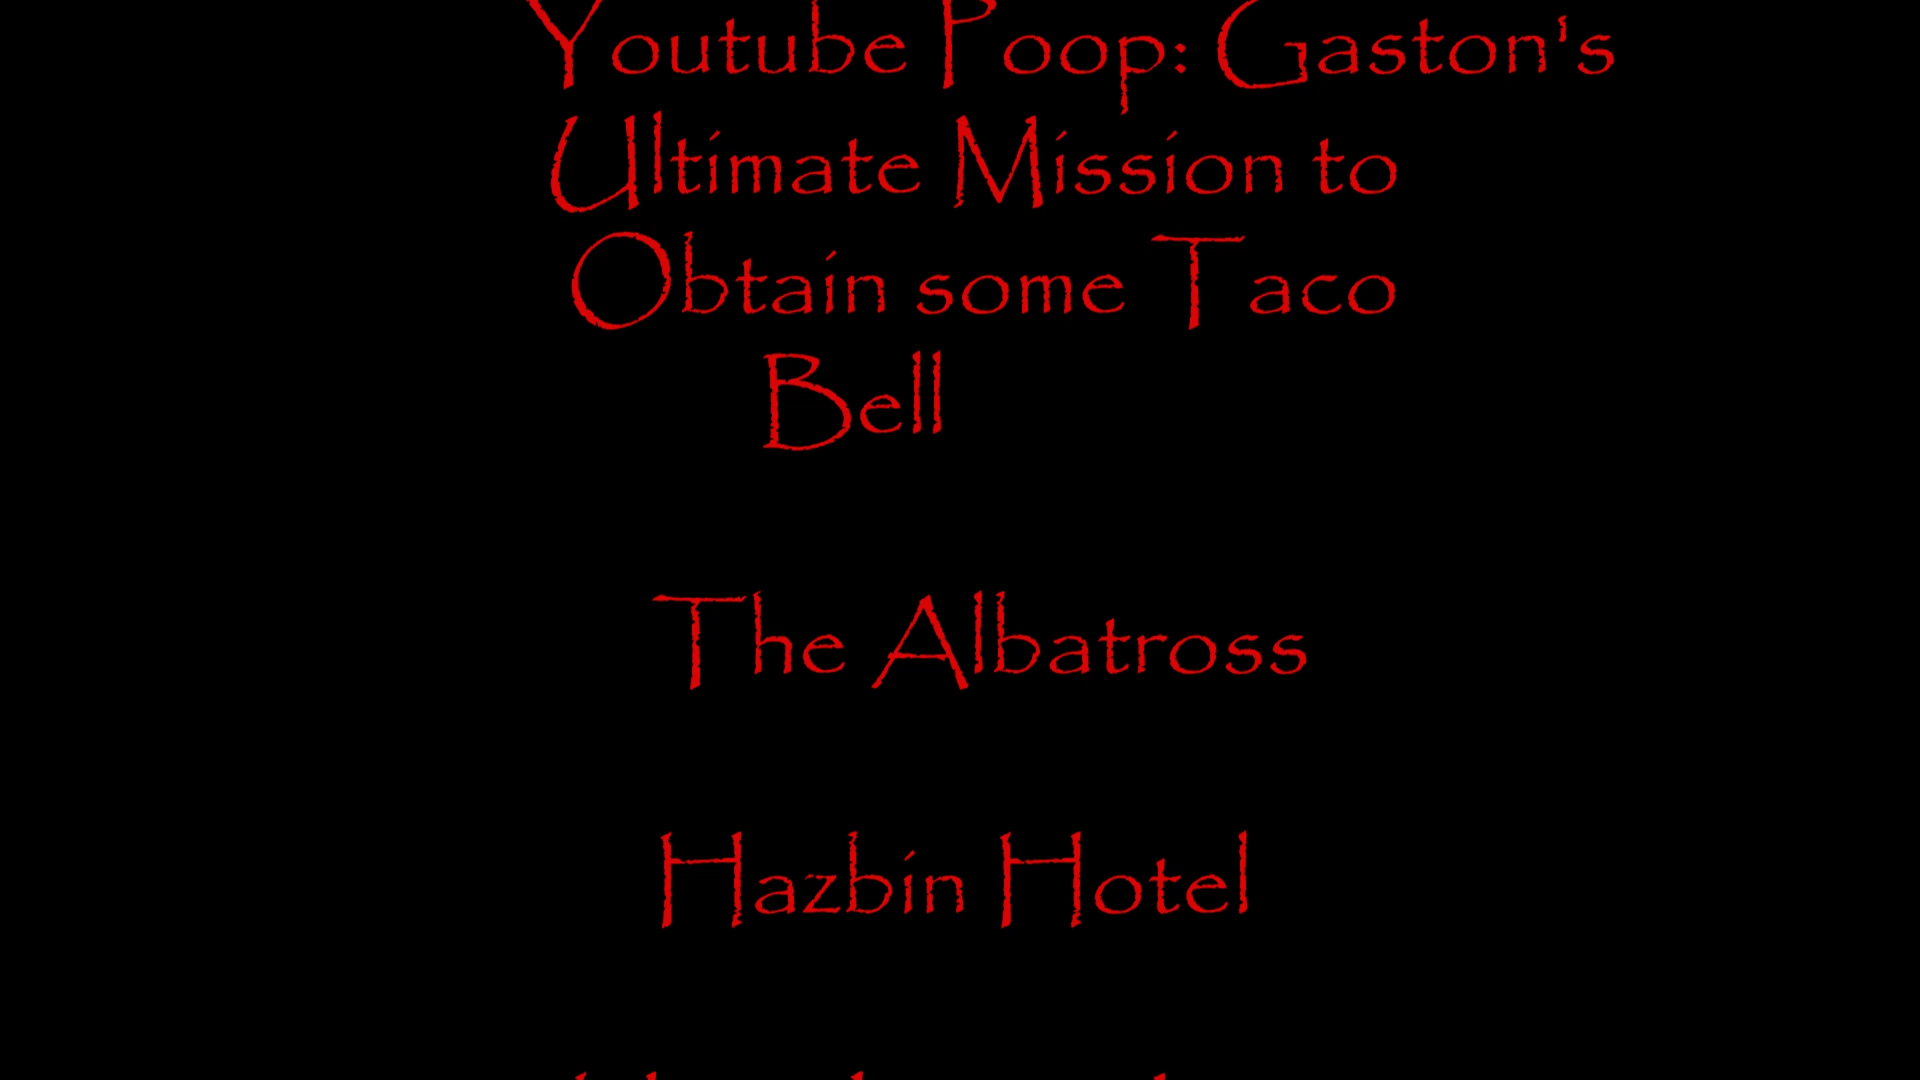 Youtube Poop: Gaston's
Ultimate Mission to
Obtain some Taco
Bell
The Albatross
Hazbin Hotel